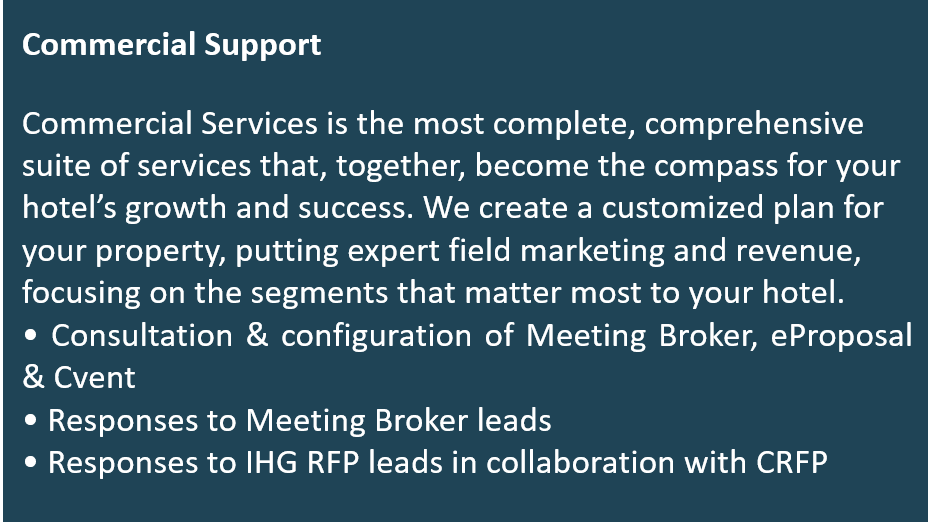 Commercial Support
Commercial Services is the most complete, comprehensive
suite of services that, together, become the compass for your
hotel’s growth and success. We create a customized plan for
your property, putting expert field marketing and revenue,
focusing on the segments that matter most to your hotel.
• Consultation & configuration of Meeting Broker, eProposal
& Cvent
• Responses to Meeting Broker leads
• Responses to IHG RFP leads in collaboration with CRFP